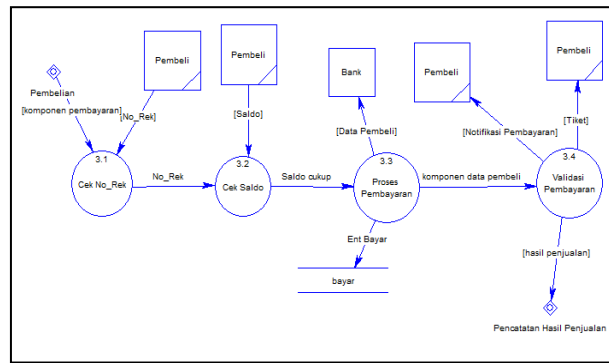 Pembeli
Pembeli
Bank
Pembeli
Pembeli
Pembelian
[komponen pembayaran]
[No_Rek]
[Saldo]
[Data Pembeli]
[Notifikasi Pembayaran]
[Tiket]
3.1
Cek No_Rek
No_Rek
3.2
Cek Saldo
Saldo cukup
3.3
Proses
Pembayaran
komponen data pembeli
3.4
Validasi
Pembayaran
Ent Bayar
bayar
[hasil penjualan]
Pencatatan Hasil Penjualan